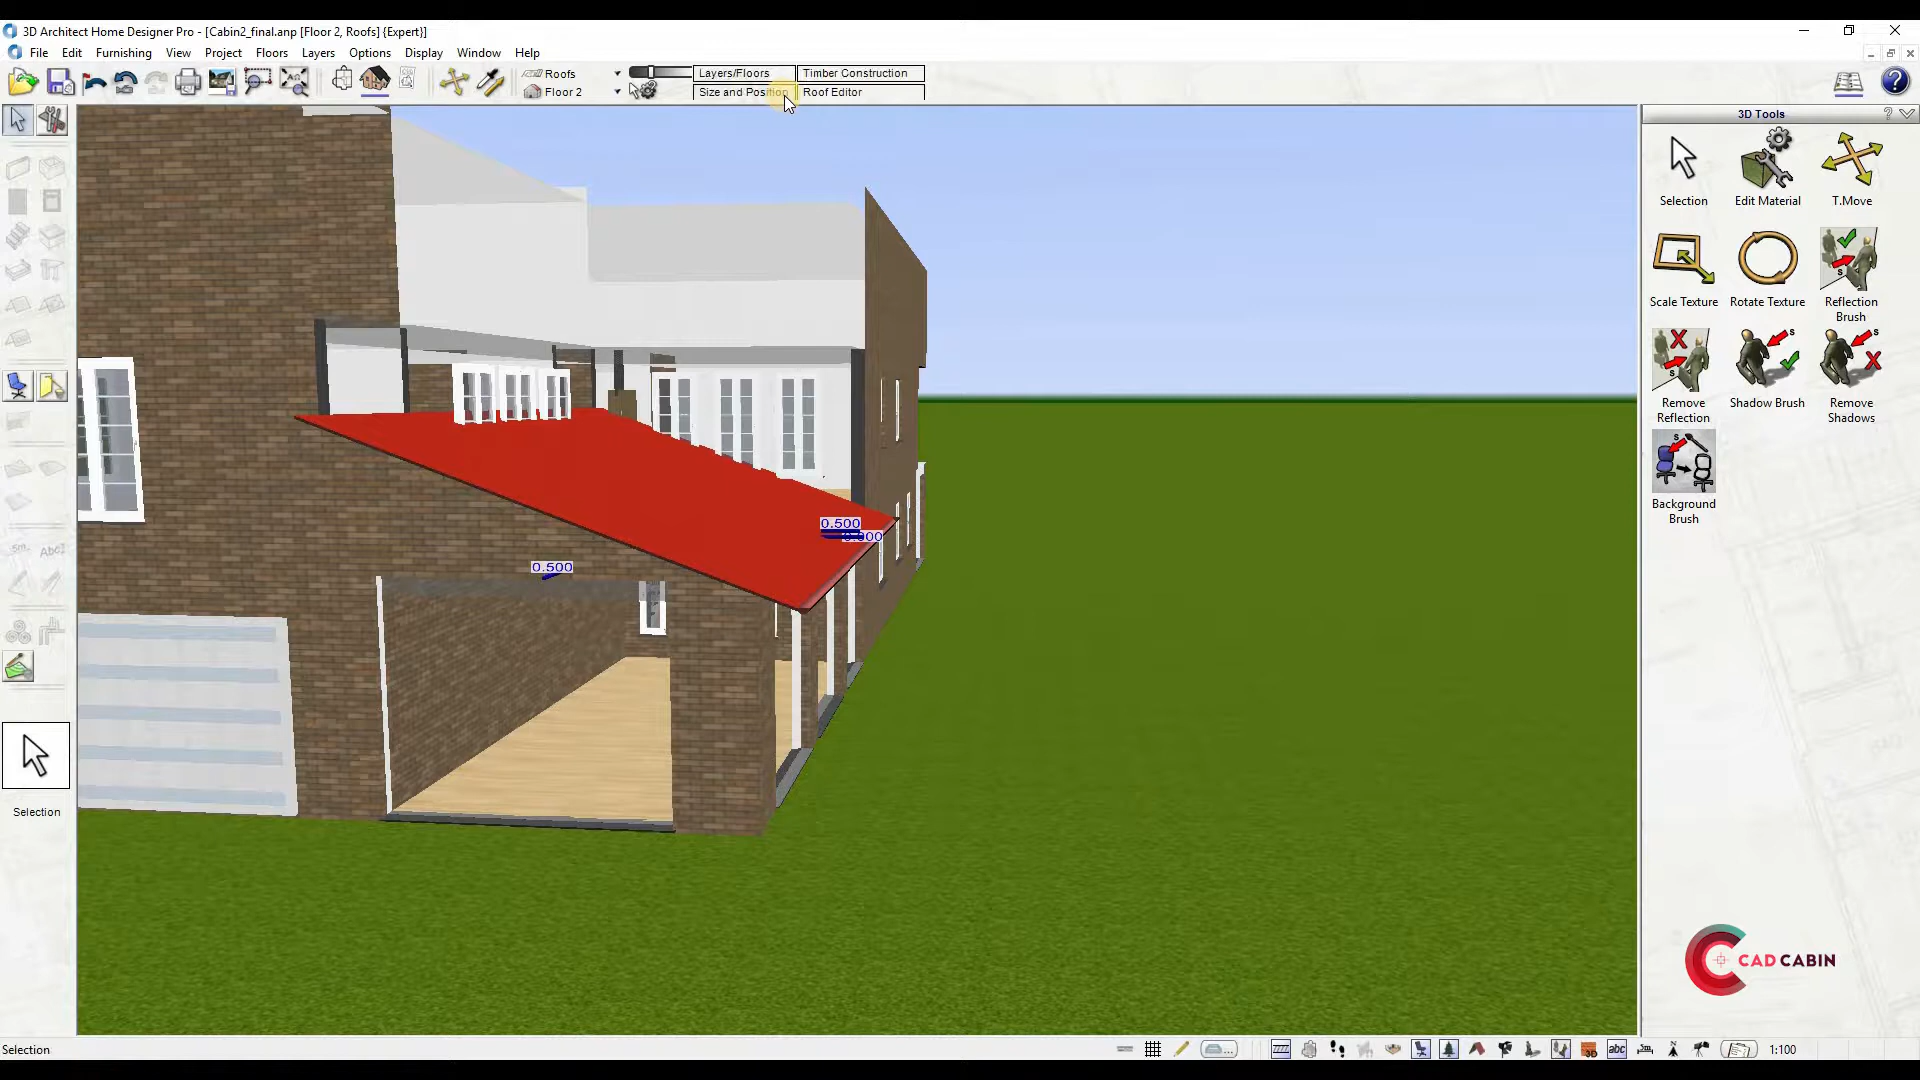 3D Architect Home Designer Pro - [Cabin2_final.anp [Floor 2, Roofs] {Expert}]
File Edit Furnishing View Project Floors Layers Options Display Window Help
Roofs
Floor 2
Layers/Floors Timber Construction
Size and Position Roof Editor
3D Tools
Selection Edit Material T.Move
Scale Texture Rotate Texture Reflection
Brush
Remove
Reflection
Shadow Brush
Remove
Shadows
Background
Brush
0.500
0.000
0.500
Selection
CAD CABIN
Selection
abc
1:100